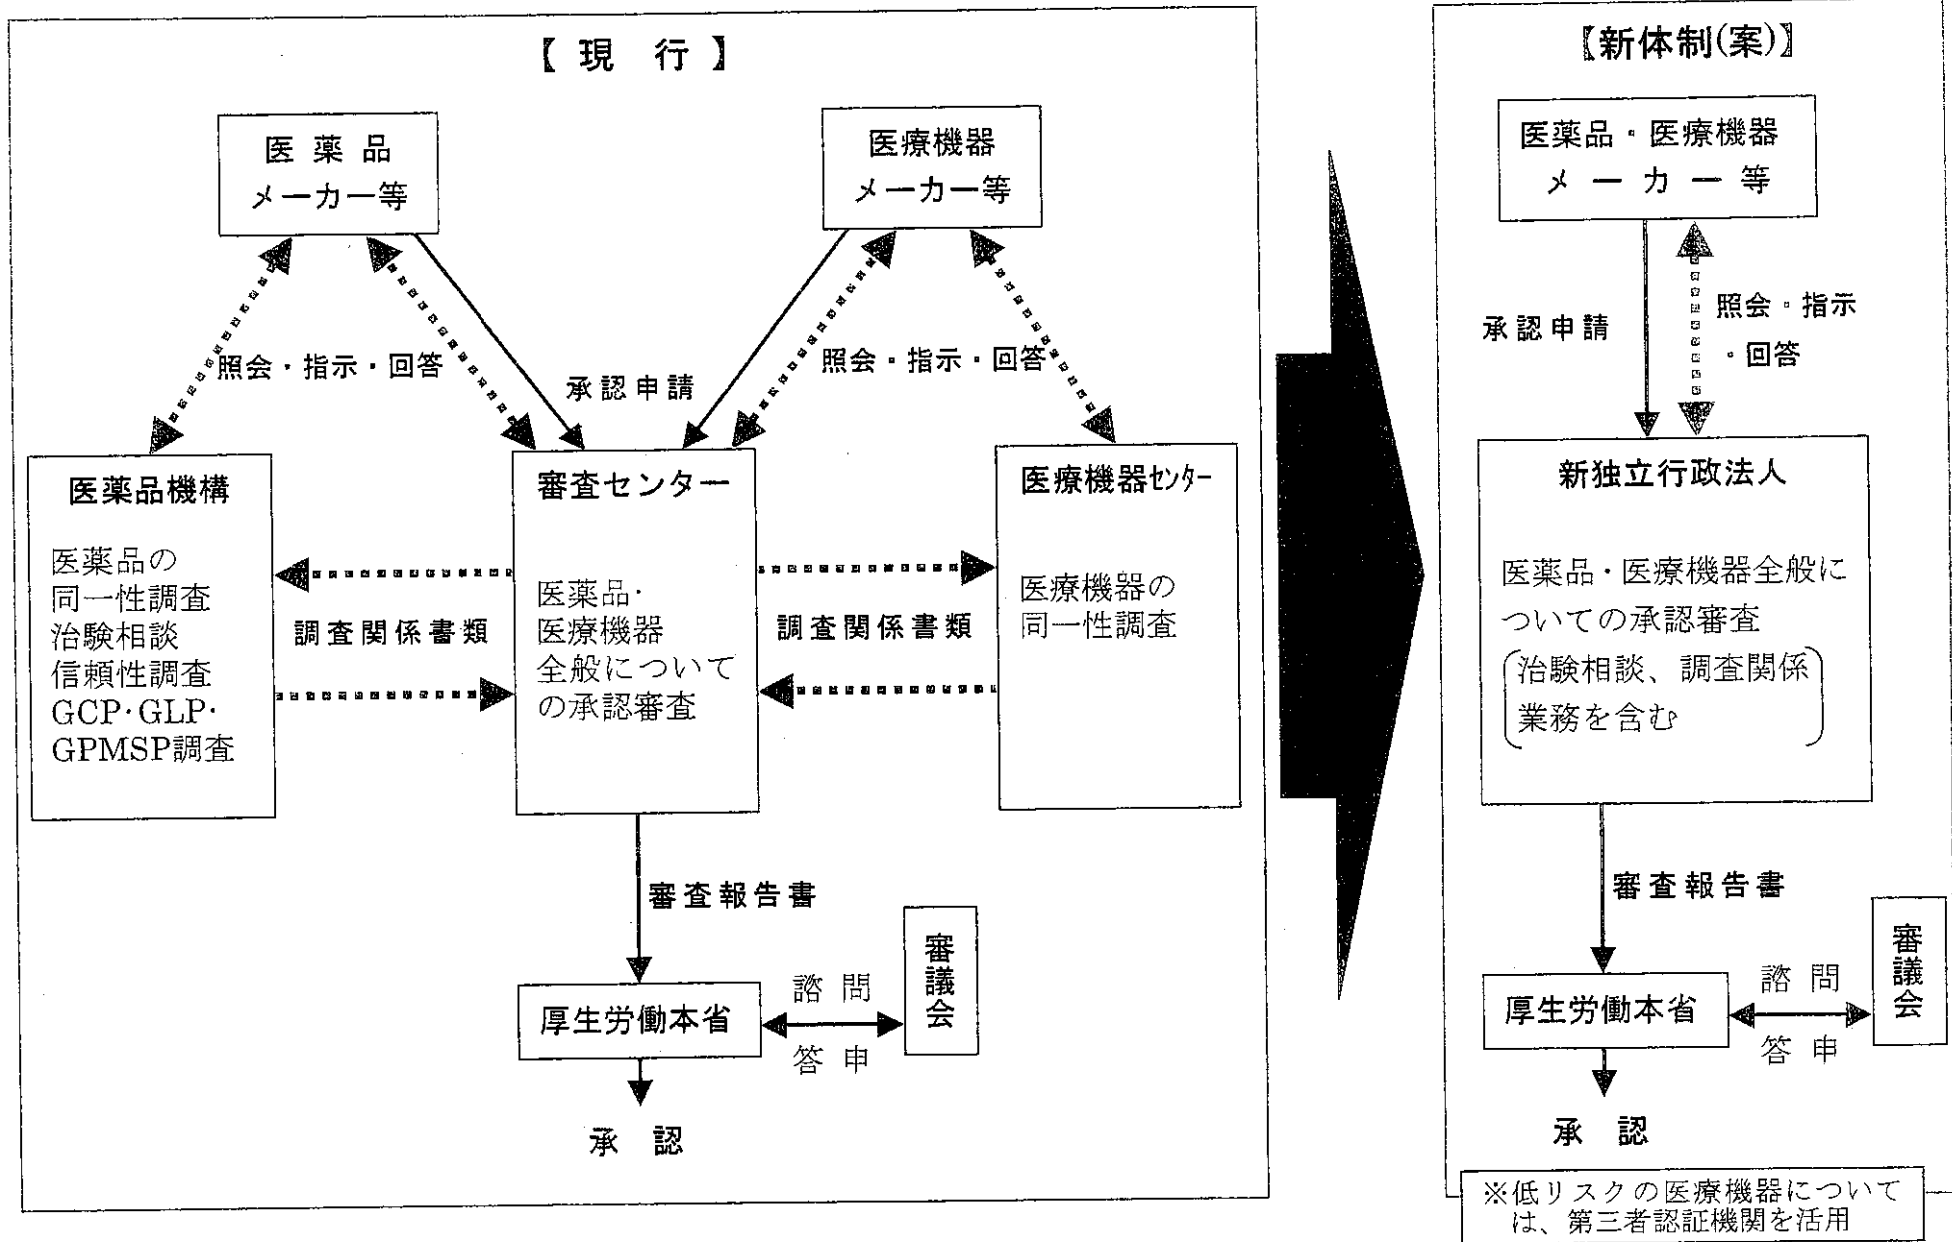 【 現 行 】
医 薬 品
メーカー等
医療機器
メーカー等
照会・指示・回答
承認申請
照会・指示・回答
医薬品機構
医薬品の
同一性調査
治験相談
信頼性調査
GCP・GLP・
GPMSP調査
調査関係書類
審査センター
医薬品・
医療機器
全般について
の承認審査
調査関係書類
医療機器センター
医療機器の
同一性調査
審査報告書
厚生労働本省
諮 問
答 申
審議会
承 認
【新体制(案)】
医薬品・医療機器
メ ー カ ー 等
承認申請
照会・指示
・回答
新独立行政法人
医薬品・医療機器全般に
ついての承認審査
(治験相談、調査関係
業務を含む)
審査報告書
厚生労働本省
諮 問
答 申
審議会
承 認
※低リスクの医療機器について
は、第三者認証機関を活用